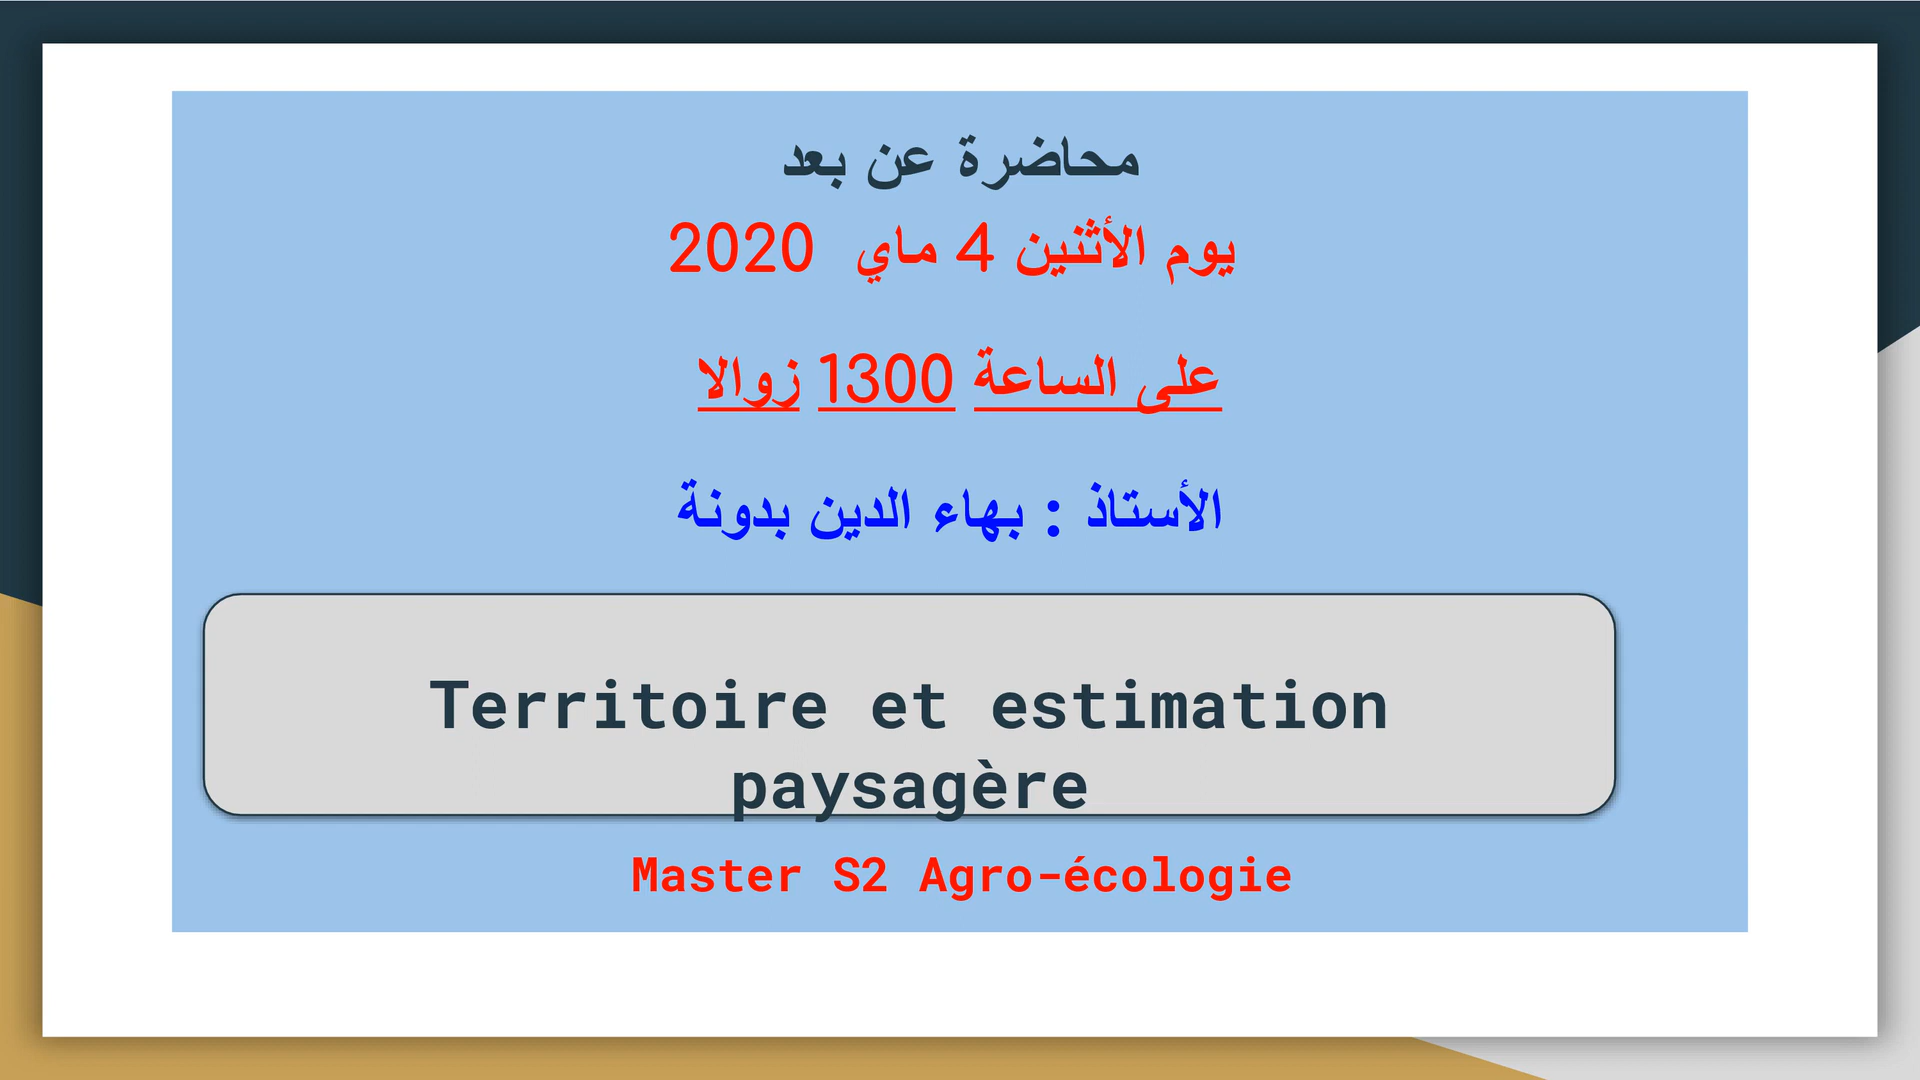 محاضرة عن بعد
يوم الأثنين 4 ماي 2020
على الساعة 1300 زوالا
الأستاذ : بهاء الدين بدونة
Territoire et estimation
paysagère
Master S2 Agro-écologie